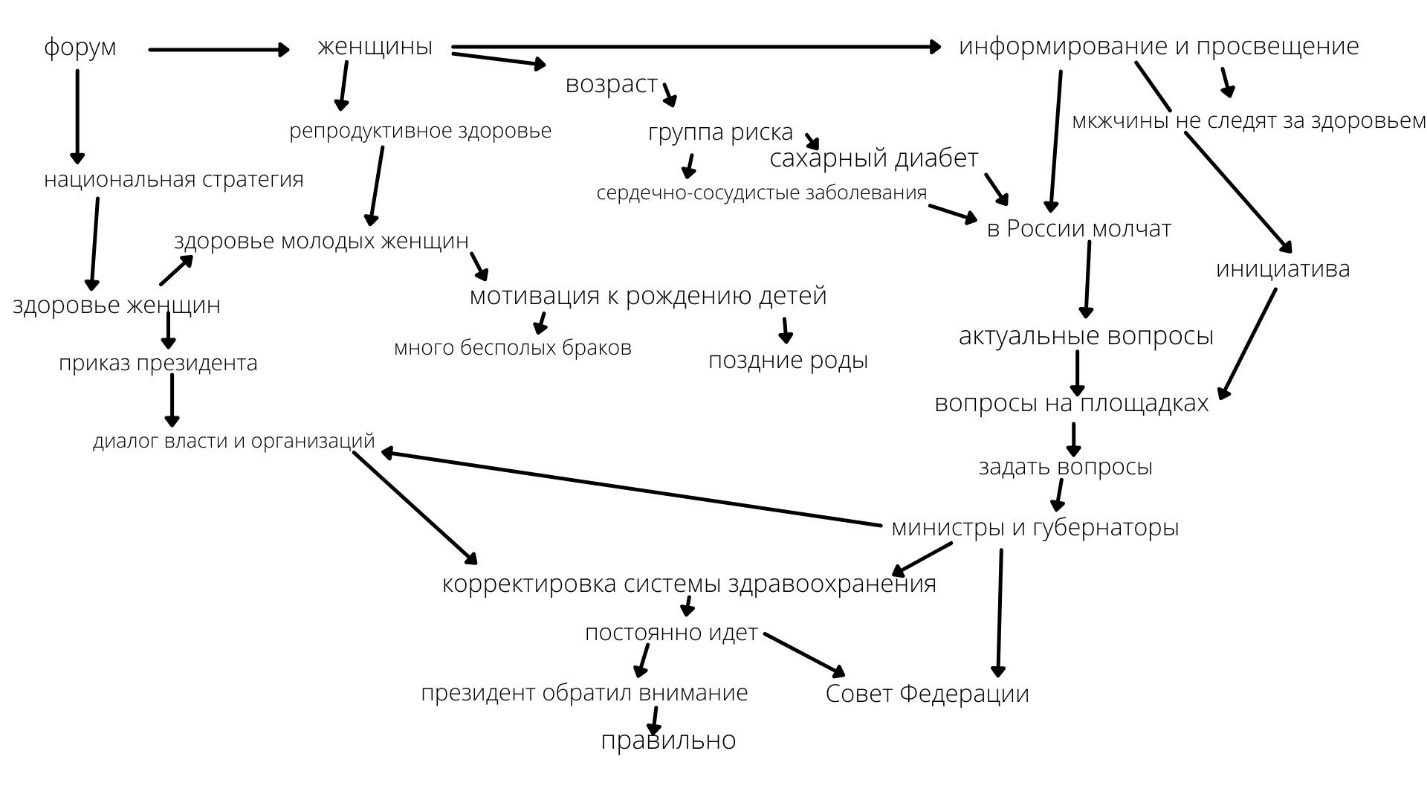 форум
женщины
информирование и просвещение
возраст
мкжчины не следят за здоровьем
репродуктивное здоровье
группа риска
сахарный диабет
национальная стратегия
сердечно-сосудистые заболевания
в России молчат
здоровье молодых женщин
инициатива
мотивация к рождению детей
здоровье женщин
актуальные вопросы
много бесполых браков
поздние роды
приказ президента
вопросы на площадках
диалог власти и организаций
задать вопросы
министры и губернаторы
корректировка системы здравоохранения
постоянно идет
президент обратил внимание
Совет Федерации
правильно